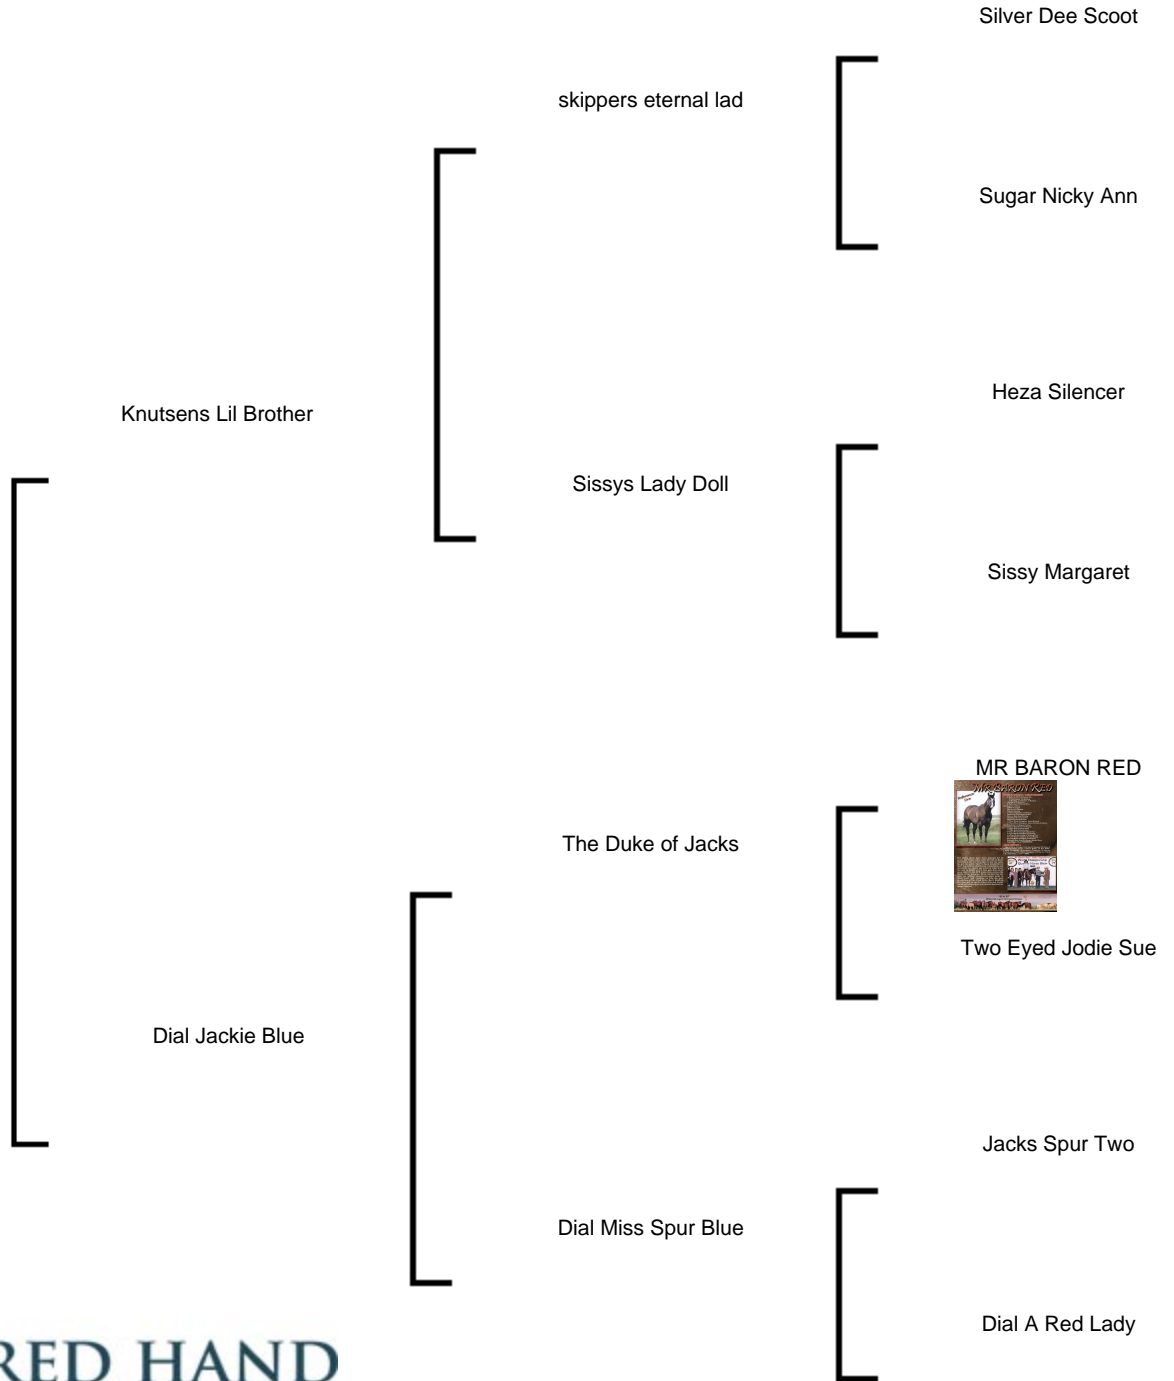 Silver Dee Scoot
skippers eternal lad
Sugar Nicky Ann
Heza Silencer
Knutsens Lil Brother
Sissys Lady Doll
Sissy Margaret
MR BARON RED
MR BARON RED
The Duke of Jacks
Two Eyed Jodie Sue
Dial Jackie Blue
Jacks Spur Two
Dial Miss Spur Blue
Dial A Red Lady
RED HAND